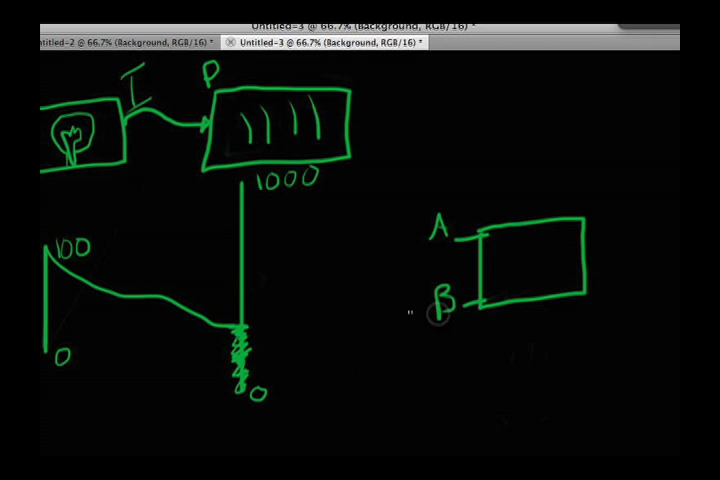 Untitled-3 @ 66.7% (Background, RGB/16) *
ntitled-2 @ 66.7% (Background, RGB/16) *
Untitled-3 @ 66.7% (Background, RGB/16) *
I
P
1000
100
0
0
A
B
"